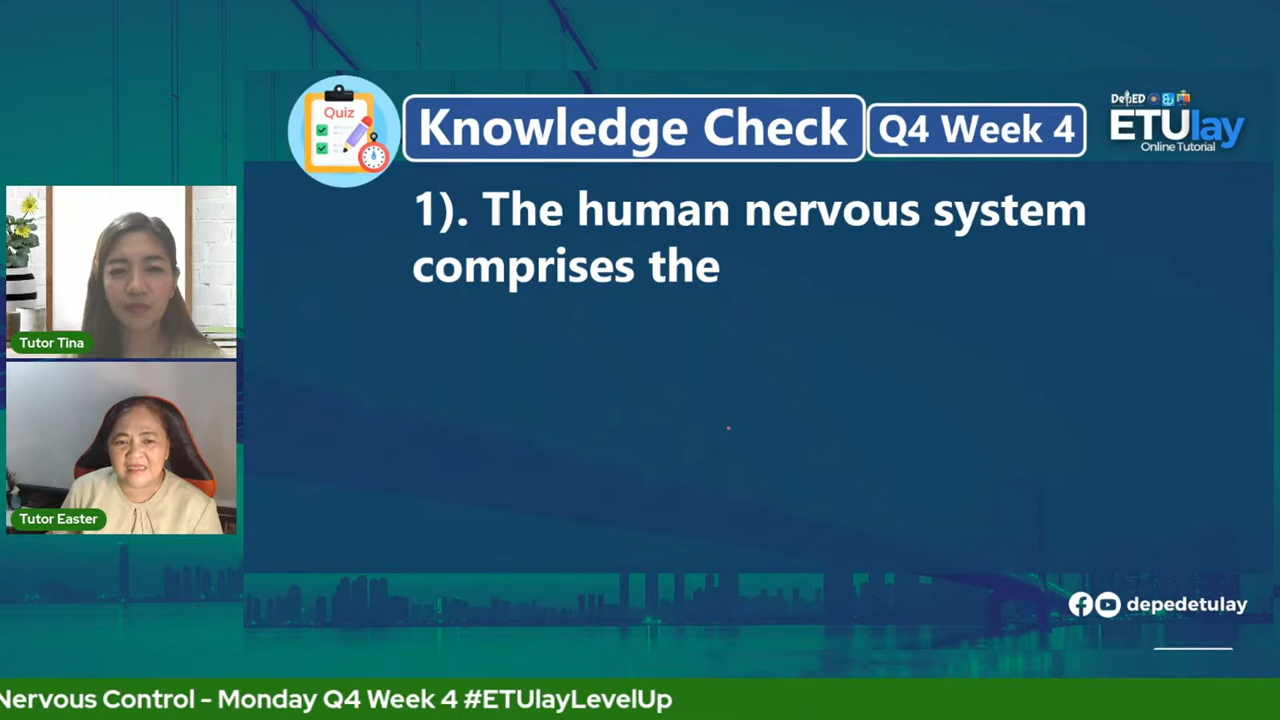 Quiz
Knowledge Check
Q4 Week 4
DepED
ETUlay
Online Tutorial
1). The human nervous system
comprises the
Tutor Tina
Tutor Easter
depedetulay
Nervous Control - Monday Q4 Week 4 #ETUlayLevelUp